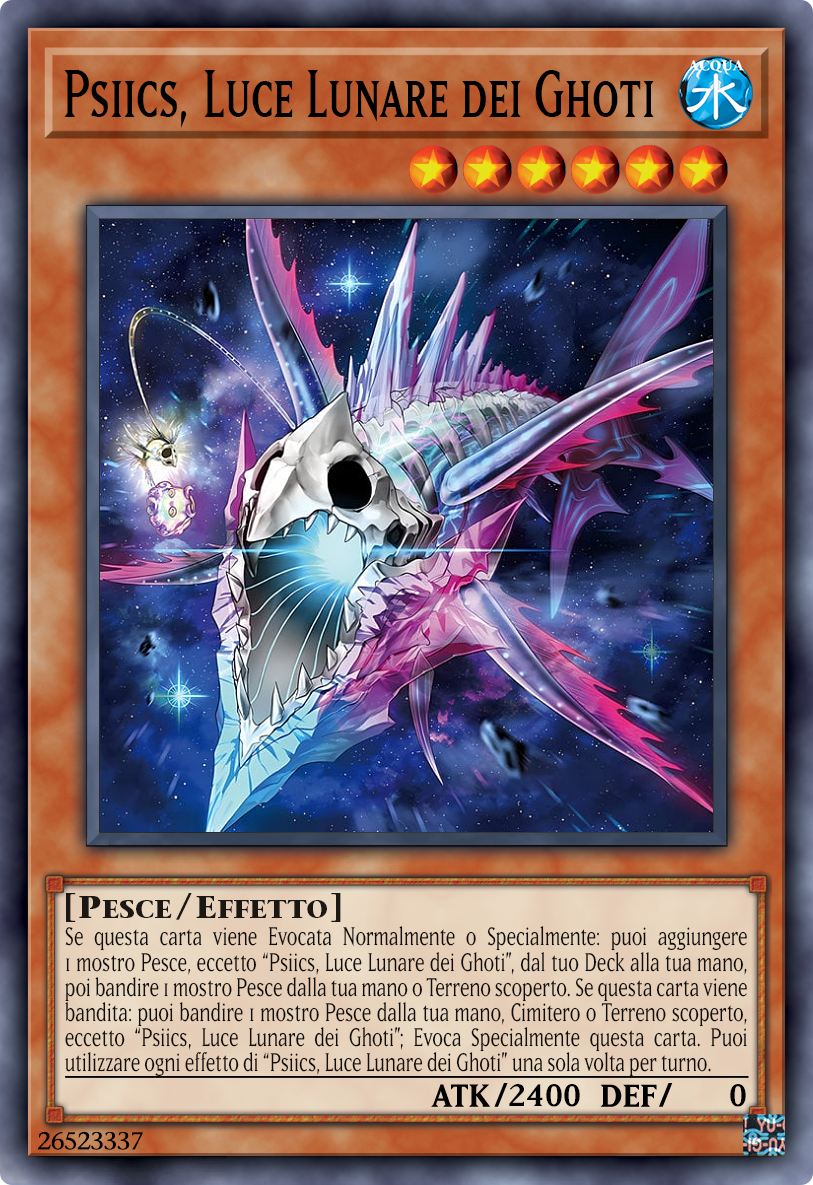 Psiics, Luce Lunare dei Ghoti
ACQUA
水
[Pesce/Effetto]
Se questa carta viene Evocata Normalmente o Specialmente: puoi aggiungere
1 mostro Pesce, eccetto “Psiics, Luce Lunare dei Ghoti”, dal tuo Deck alla tua mano,
poi bandire 1 mostro Pesce dalla tua mano o Terreno scoperto. Se questa carta viene
bandita: puoi bandire 1 mostro Pesce dalla tua mano, Cimitero o Terreno scoperto,
eccetto “Psiics, Luce Lunare dei Ghoti”; Evoca Specialmente questa carta. Puoi
utilizzare ogni effetto di “Psiics, Luce Lunare dei Ghoti” una sola volta per turno.
ATK/2400 DEF/ 0
26523337